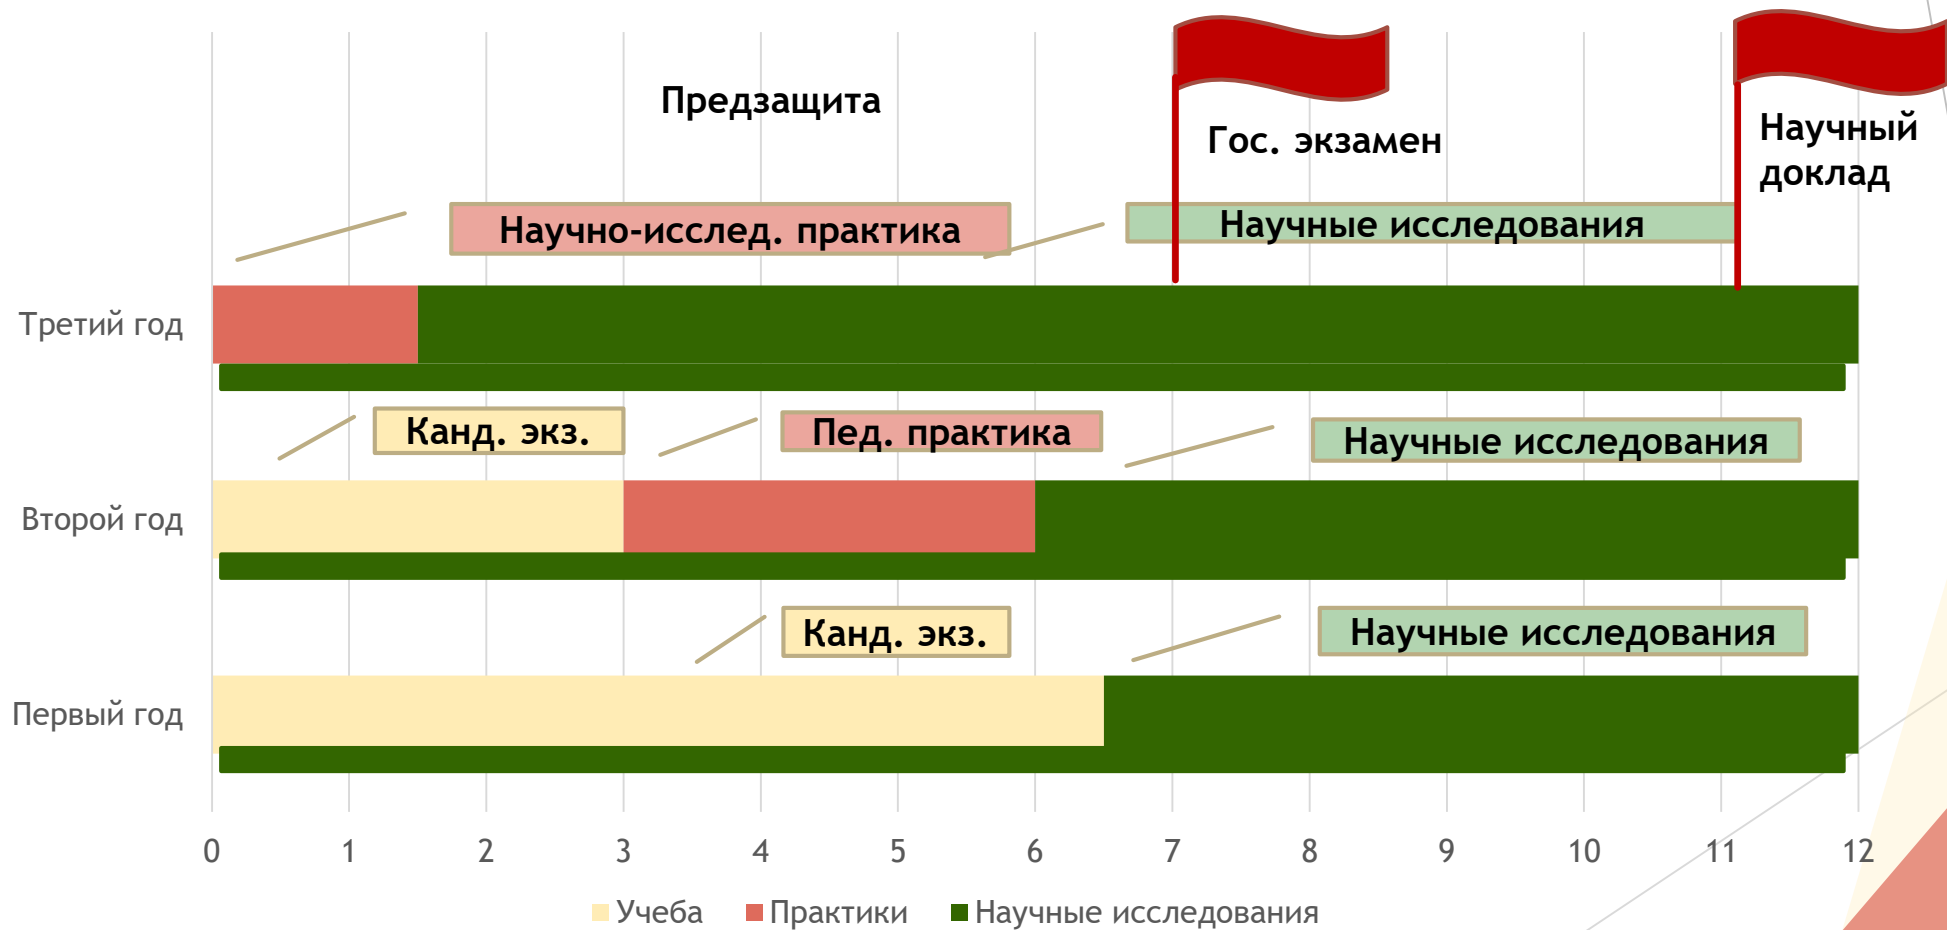 Предзащита
Гос. экзамен
Научный
доклад
Научно-исслед. практика
Научные исследования
Третий год
Канд. экз.
Пед. практика
Научные исследования
Второй год
Канд. экз.
Научные исследования
Первый год
0 1 2 3 4 5 6 7 8 9 10 11 12
Учеба Практики Научные исследования